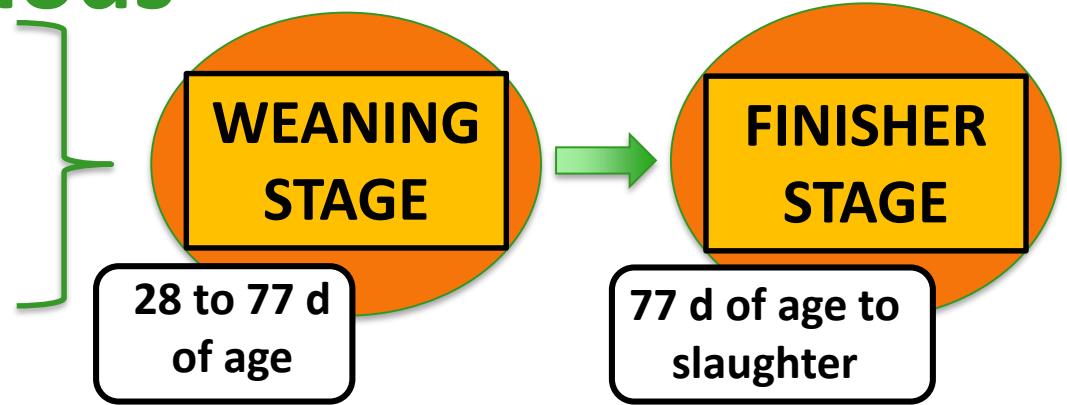 WEANING
STAGE
28 to 77 d
of age
FINISHER
STAGE
77 d of age to
slaughter